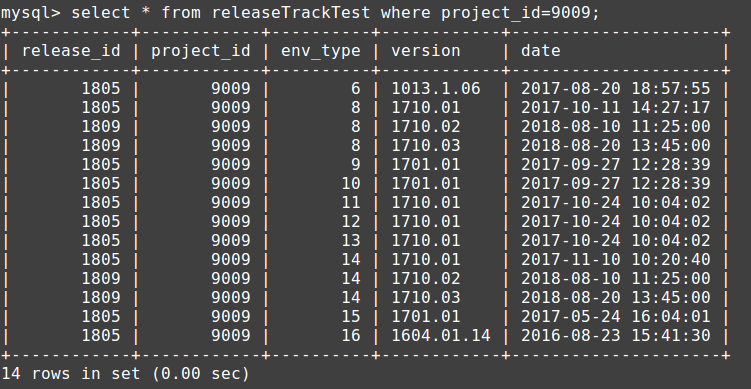 mysql> select * from releaseTrackTest where project_id=9009;
+------------+------------+----------+------------+---------------------+
| release_id | project_id | env_type | version    | date                |
+------------+------------+----------+------------+---------------------+
|       1805 |       9009 |        6 | 1013.1.06  | 2017-08-20 18:57:55 |
|       1805 |       9009 |        8 | 1710.01    | 2017-10-11 14:27:17 |
|       1809 |       9009 |        8 | 1710.02    | 2018-08-10 11:25:00 |
|       1809 |       9009 |        8 | 1710.03    | 2018-08-20 13:45:00 |
|       1805 |       9009 |        9 | 1701.01    | 2017-09-27 12:28:39 |
|       1805 |       9009 |       10 | 1701.01    | 2017-09-27 12:28:39 |
|       1805 |       9009 |       11 | 1710.01    | 2017-10-24 10:04:02 |
|       1805 |       9009 |       12 | 1710.01    | 2017-10-24 10:04:02 |
|       1805 |       9009 |       13 | 1710.01    | 2017-10-24 10:04:02 |
|       1805 |       9009 |       14 | 1710.01    | 2017-11-10 10:20:40 |
|       1809 |       9009 |       14 | 1710.02    | 2018-08-10 11:25:00 |
|       1809 |       9009 |       14 | 1710.03    | 2018-08-20 13:45:00 |
|       1805 |       9009 |       15 | 1701.01    | 2017-05-24 16:04:01 |
|       1805 |       9009 |       16 | 1604.01.14 | 2016-08-23 15:41:30 |
+------------+------------+----------+------------+---------------------+
14 rows in set (0.00 sec)